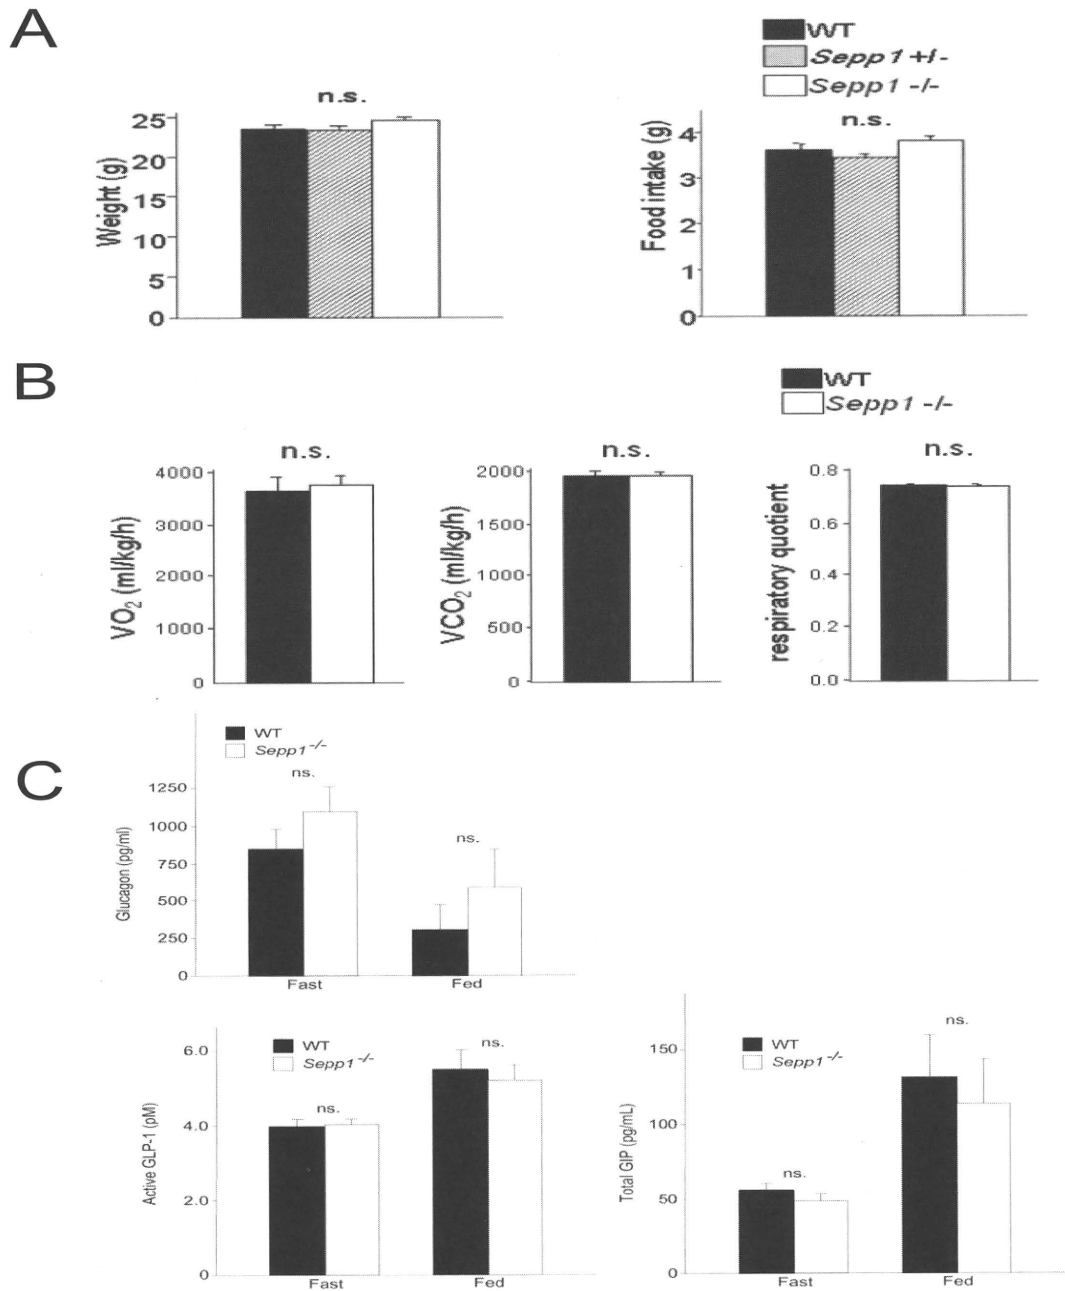 A
WT
Sepp1 +/-
Sepp1 -/-
n.s.
Weight (g)
25
20
15
10
5
0
n.s.
Food intake (g)
4
3
2
1
0
B
WT
Sepp1 -/-
n.s.
VO2 (ml/kg/h)
4000
3000
2000
1000
0
n.s.
VCO2 (ml/kg/h)
2000
1500
1000
500
0
n.s.
respiratory quotient
0.8
0.6
0.4
0.2
0.0
C
WT
Sepp1-/-
ns.
ns.
Glucagon (pg/ml)
1250
1000
750
500
250
0
Fast Fed
WT
Sepp1-/-
ns.
ns.
Active GLP-1 (pM)
6.0
4.0
2.0
0
Fast Fed
WT
Sepp1-/-
ns.
ns.
Total GIP (pg/mL)
150
100
50
0
Fast Fed